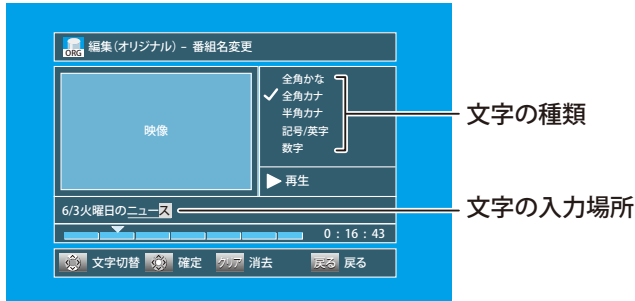 ORG 編集(オリジナル) - 番組名変更
映像
全角かな
✓ 全角カナ
半角カナ
記号/英字
数字
文字の種類
▶ 再生
6/3火曜日のニュース
文字の入力場所
0:16:43
文字切替 確定 クリア 消去 戻る 戻る